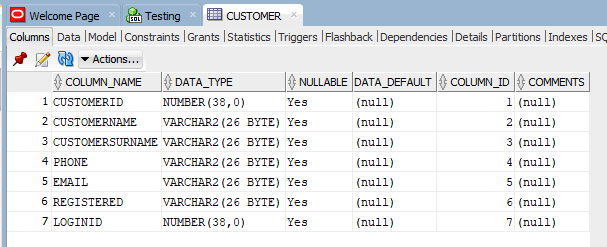 Welcome Page Testing CUSTOMER
Columns Data Model Constraints Grants Statistics Triggers Flashback Dependencies Details Partitions Indexes SQ
Actions...
COLUMN_NAME DATA_TYPE NULLABLE DATA_DEFAULT COLUMN_ID COMMENTS
1 CUSTOMERID NUMBER(38,0) Yes (null) 1 (null)
2 CUSTOMERNAME VARCHAR2(26 BYTE) Yes (null) 2 (null)
3 CUSTOMERSURNAME VARCHAR2(26 BYTE) Yes (null) 3 (null)
4 PHONE VARCHAR2(26 BYTE) Yes (null) 4 (null)
5 EMAIL VARCHAR2(26 BYTE) Yes (null) 5 (null)
6 REGISTERED VARCHAR2(26 BYTE) Yes (null) 6 (null)
7 LOGINID NUMBER(38,0) Yes (null) 7 (null)